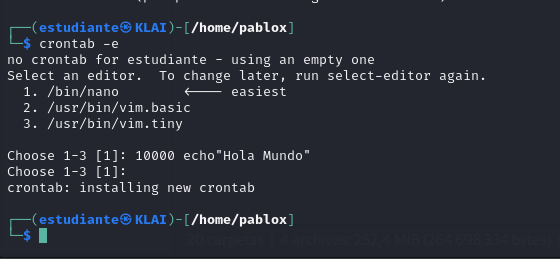 ┌──(estudiante㉿KLAI)-[/home/pablox]
└─$ crontab -e
no crontab for estudiante - using an empty one
Select an editor.  To change later, run select-editor again.
  1. /bin/nano        <---- easiest
  2. /usr/bin/vim.basic
  3. /usr/bin/vim.tiny
Choose 1-3 [1]: 10000 echo"Hola Mundo"
Choose 1-3 [1]:
crontab: installing new crontab
┌──(estudiante㉿KLAI)-[/home/pablox]
└─$